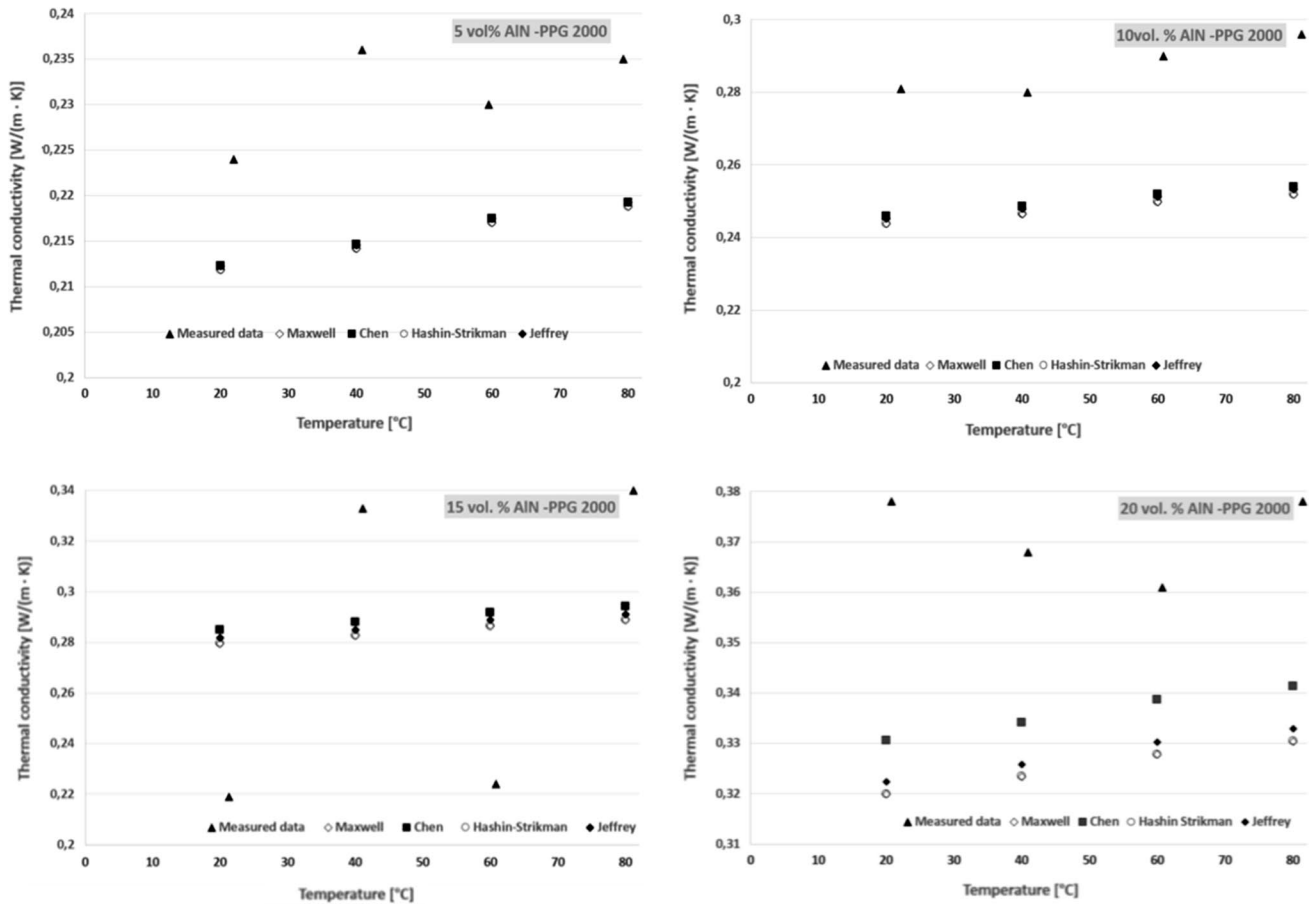 5 vol% AlN -PPG 2000
Thermal conductivity [W/(m · K)]
0,24
0,235
0,23
0,225
0,22
0,215
0,21
0,205
0,2
Measured data Maxwell Chen Hashin-Strikman Jeffrey
0 10 20 30 40 50 60 70 80
Temperature [°C]
10vol. % AlN -PPG 2000
Thermal conductivity [W/(m · K)]
0,3
0,28
0,26
0,24
0,22
0,2
Measured data Maxwell Chen Hashin-Strikman Jeffrey
0 10 20 30 40 50 60 70 80
Temperature [°C]
15 vol. % AlN -PPG 2000
Thermal conductivity [W/(m · K)]
0,34
0,32
0,3
0,28
0,26
0,24
0,22
0,2
Measured data Maxwell Chen Hashin-Strikman Jeffrey
0 10 20 30 40 50 60 70 80
Temperature [°C]
20 vol. % AlN -PPG 2000
Thermal conductivity [W/(m · K)]
0,38
0,37
0,36
0,35
0,34
0,33
0,32
0,31
Measured data Maxwell Chen Hashin Strikman Jeffrey
0 10 20 30 40 50 60 70 80
Temperature [°C]